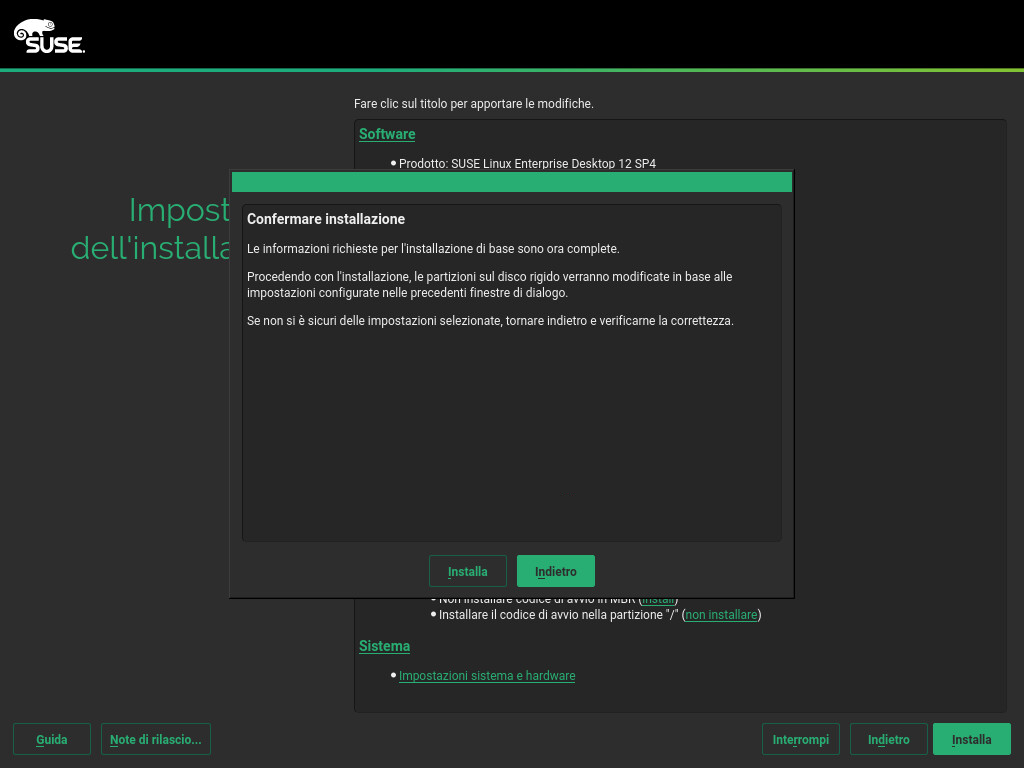 SUSE.
Fare clic sul titolo per apportare le modifiche.
Software
Prodotto: SUSE Linux Enterprise Desktop 12 SP4
Impost
dell'installa
Confermare installazione
Le informazioni richieste per l'installazione di base sono ora complete.
Procedendo con l'installazione, le partizioni sul disco rigido verranno modificate in base alle
impostazioni configurate nelle precedenti finestre di dialogo.
Se non si è sicuri delle impostazioni selezionate, tornare indietro e verificarne la correttezza.
Installa Indietro
Non installare codice di avvio in MBR (install)
Installare il codice di avvio nella partizione "/" (non installare)
Sistema
Impostazioni sistema e hardware
Guida Note di rilascio... Interrompi Indietro Installa